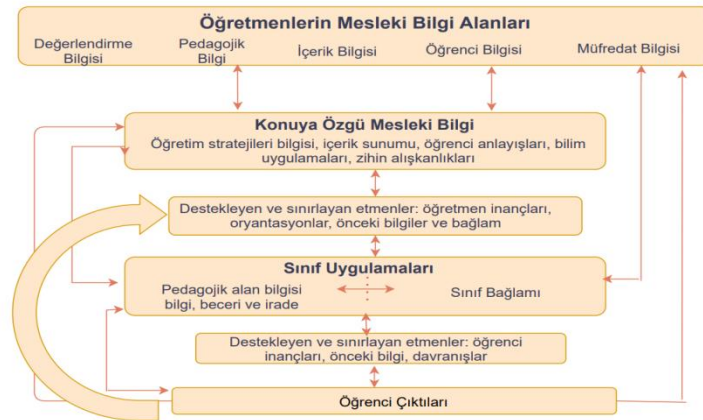 Öğretmenlerin Mesleki Bilgi Alanları
Değerlendirme
Bilgisi
Pedagojik
Bilgi
İçerik Bilgisi
Öğrenci Bilgisi
Müfredat Bilgisi
Konuya Özgü Mesleki Bilgi
Öğretim stratejileri bilgisi, içerik sunumu, öğrenci anlayışları, bilim
uygulamaları, zihin alışkanlıkları
Destekleyen ve sınırlayan etmenler: öğretmen inançları,
oryantasyonlar, önceki bilgiler ve bağlam
Sınıf Uygulamaları
Pedagojik alan bilgisi
bilgi, beceri ve irade
Sınıf Bağlamı
Destekleyen ve sınırlayan etmenler: öğrenci
inançları, önceki bilgi, davranışlar
Öğrenci Çıktıları